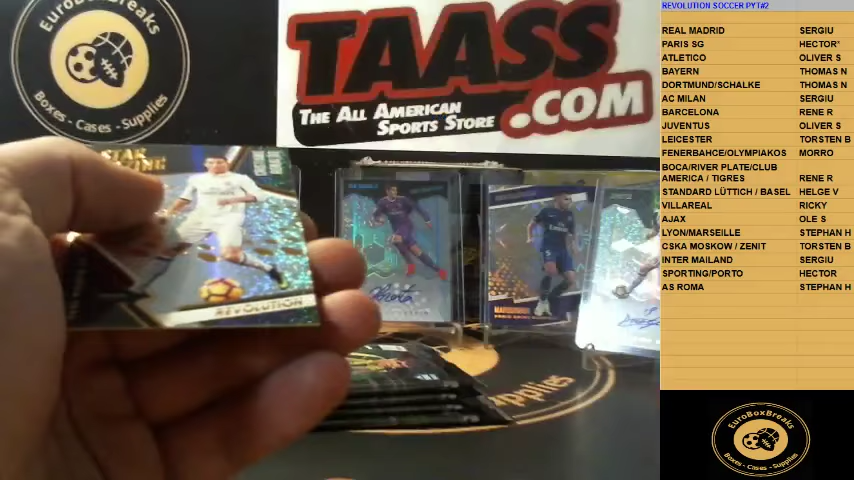 EuroBoxBreaks
Boxes - Cases - Supplies
TAASS
.COM
THE ALL AMERICAN
SPORTS STORE
STAR
REVOLUTION
REVOLUTION SOCCER PYT#2
REAL MADRID SERGIU
PARIS SG HECTOR*
ATLETICO OLIVER S
BAYERN THOMAS N
DORTMUND/SCHALKE THOMAS N
AC MILAN SERGIU
BARCELONA RENE R
JUVENTUS OLIVER S
LEICESTER TORSTEN B
FENERBAHCE/OLYMPIAKOS MORRO
BOCA/RIVER PLATE/CLUB
AMERICA / TIGRES RENE R
STANDARD LÜTTICH / BASEL HELGE V
VILLAREAL RICKY
AJAX OLE S
LYON/MARSEILLE STEPHAN H
CSKA MOSKOW / ZENIT TORSTEN B
INTER MAILAND SERGIU
SPORTING/PORTO HECTOR
AS ROMA STEPHAN H
Supplies
EuroBoxBreaks
Boxes - Cases - Supplies